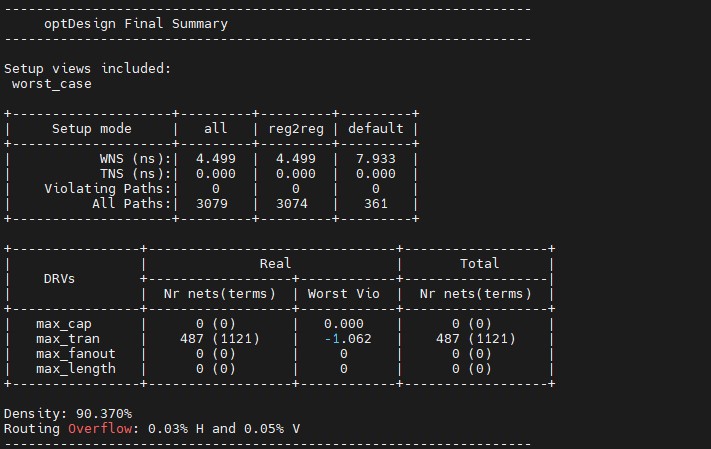 --------------------------------------------------------------------
     optDesign Final Summary
--------------------------------------------------------------------

Setup views included:
 worst_case

+--------------------+---------+---------+---------+
|     Setup mode     |   all   | reg2reg | default |
+--------------------+---------+---------+---------+
|           WNS (ns):|  4.499  |  4.499  |  7.933  |
|           TNS (ns):|  0.000  |  0.000  |  0.000  |
|    Violating Paths:|    0    |    0    |    0    |
|          All Paths:|  3079   |  3074   |   361   |
+--------------------+---------+---------+---------+

+----------------+-------------------------------+------------------+
|                |              Real             |       Total      |
|    DRVs        +------------------+------------+------------------|
|                |  Nr nets(terms)  | Worst Vio  |  Nr nets(terms)  |
+----------------+------------------+------------+------------------+
|   max_cap      |      0 (0)       |   0.000    |      0 (0)       |
|   max_tran     |    487 (1121)    |   -1.062   |    487 (1121)    |
|   max_fanout   |      0 (0)       |     0      |      0 (0)       |
|   max_length   |      0 (0)       |     0      |      0 (0)       |
+----------------+------------------+------------+------------------+

Density: 90.370%
Routing Overflow: 0.03% H and 0.05% V
--------------------------------------------------------------------